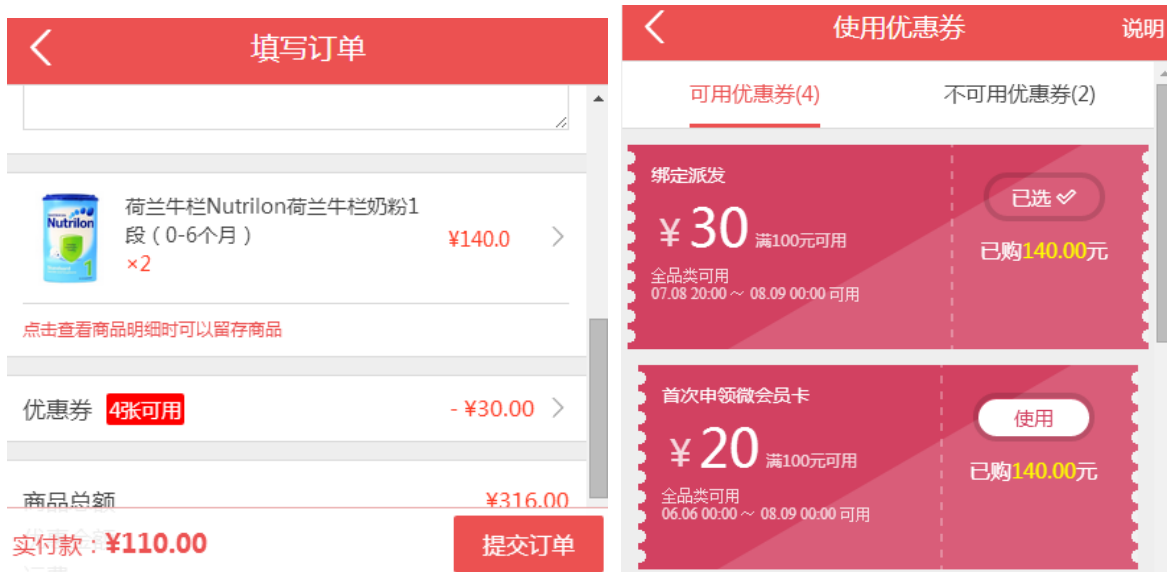 填写订单
Nutrilon
1
荷兰牛栏Nutrilon荷兰牛栏奶粉1
段（0-6个月）
×2
¥140.0
点击查看商品明细时可以留存商品
优惠券 4张可用 - ¥30.00
商品总额 ¥316.00
实付款：¥110.00 提交订单
使用优惠券 说明
可用优惠券(4) 不可用优惠券(2)
绑定派发
¥30 满100元可用
全品类可用
07.08 20:00～ 08.09 00:00 可用
已选
已购140.00元
首次申领微会员卡
¥20 满100元可用
全品类可用
06.06 00:00～ 08.09 00:00 可用
使用
已购140.00元